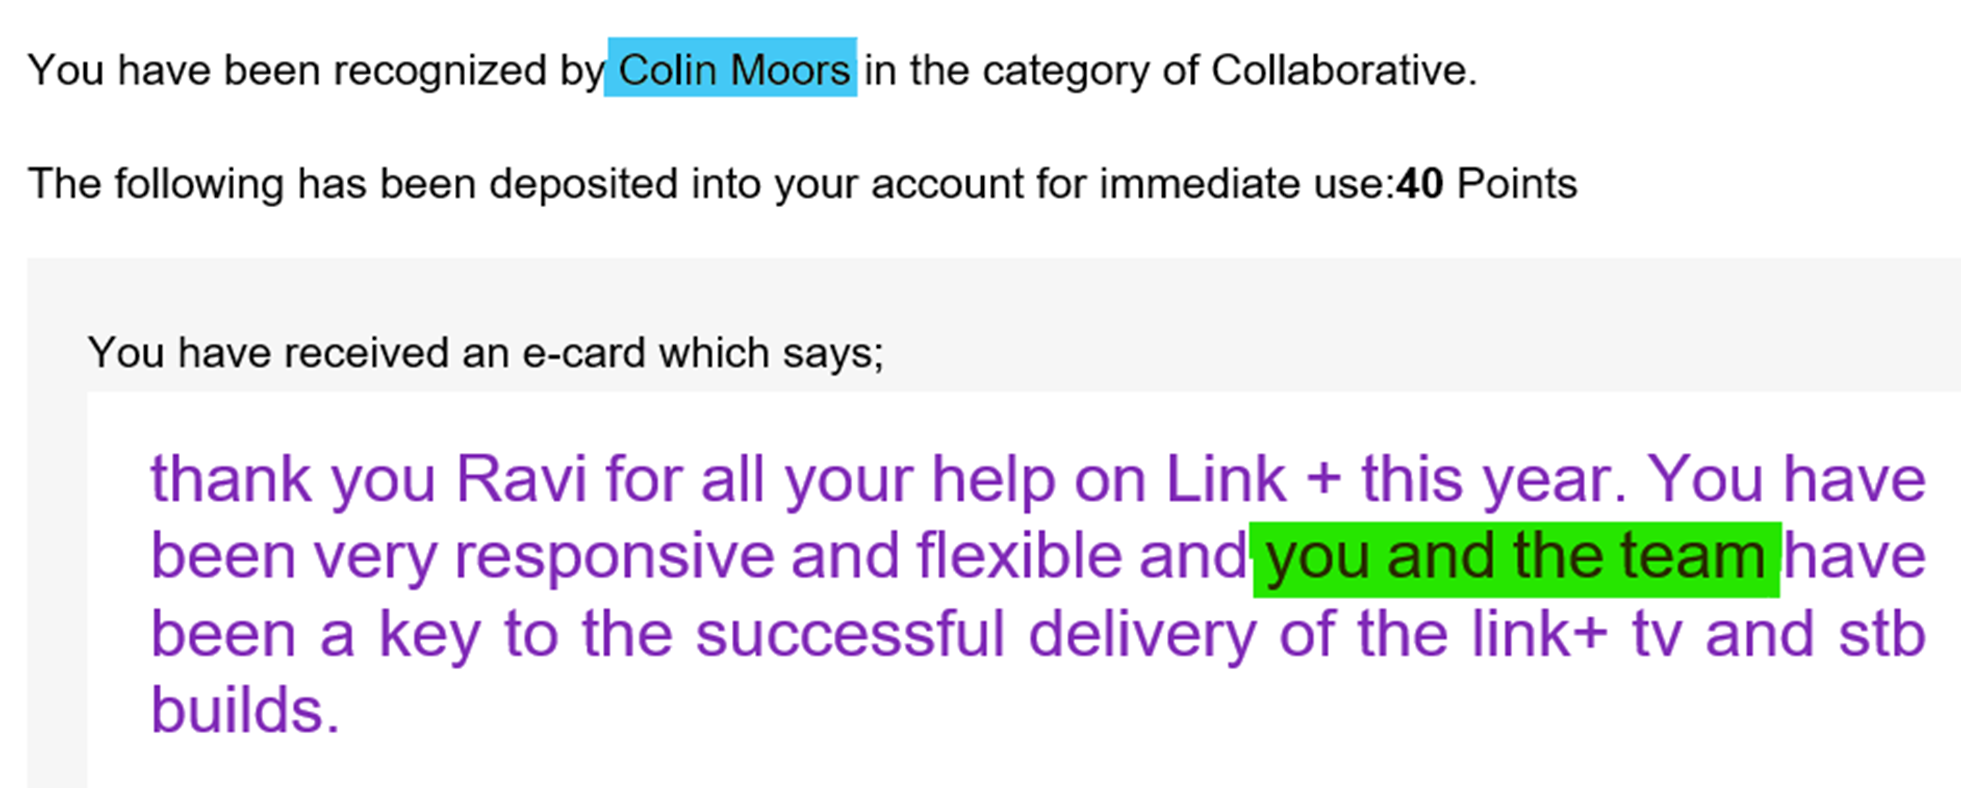 You have been recognized by Colin Moors in the category of Collaborative.
The following has been deposited into your account for immediate use:40 Points
You have received an e-card which says;
thank you Ravi for all your help on Link + this year. You have
been very responsive and flexible and you and the team have
been a key to the successful delivery of the link+ tv and stb
builds.